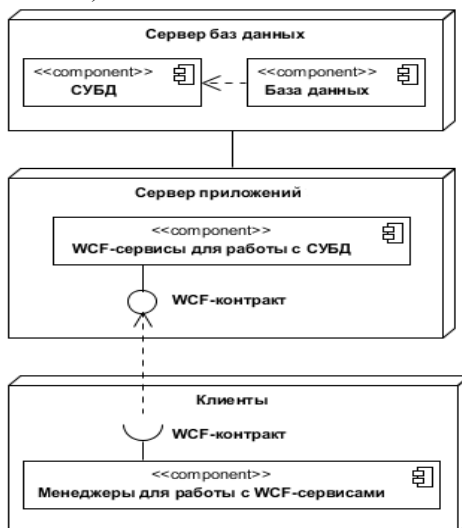 Сервер баз данных
<<component>> <<component>>
СУБД База данных
Сервер приложений
<<component>>
WCF-сервисы для работы с СУБД
WCF-контракт
Клиенты
WCF-контракт
<<component>>
Менеджеры для работы с WCF-сервисами